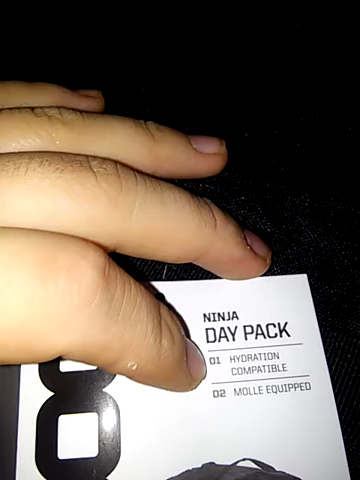 NINJA
DAY PACK
01 HYDRATION
COMPATIBLE
02 MOLLE EQUIPPED